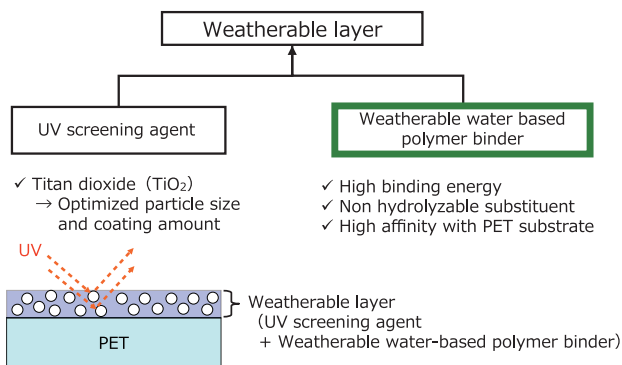 Weatherable layer
UV screening agent
Weatherable water based
polymer binder
✓ Titan dioxide（TiO₂）
→ Optimized particle size
and coating amount
✓ High binding energy
✓ Non hydrolyzable substituent
✓ High affinity with PET substrate
UV
Weatherable layer
（UV screening agent
+ Weatherable water-based polymer binder）
PET